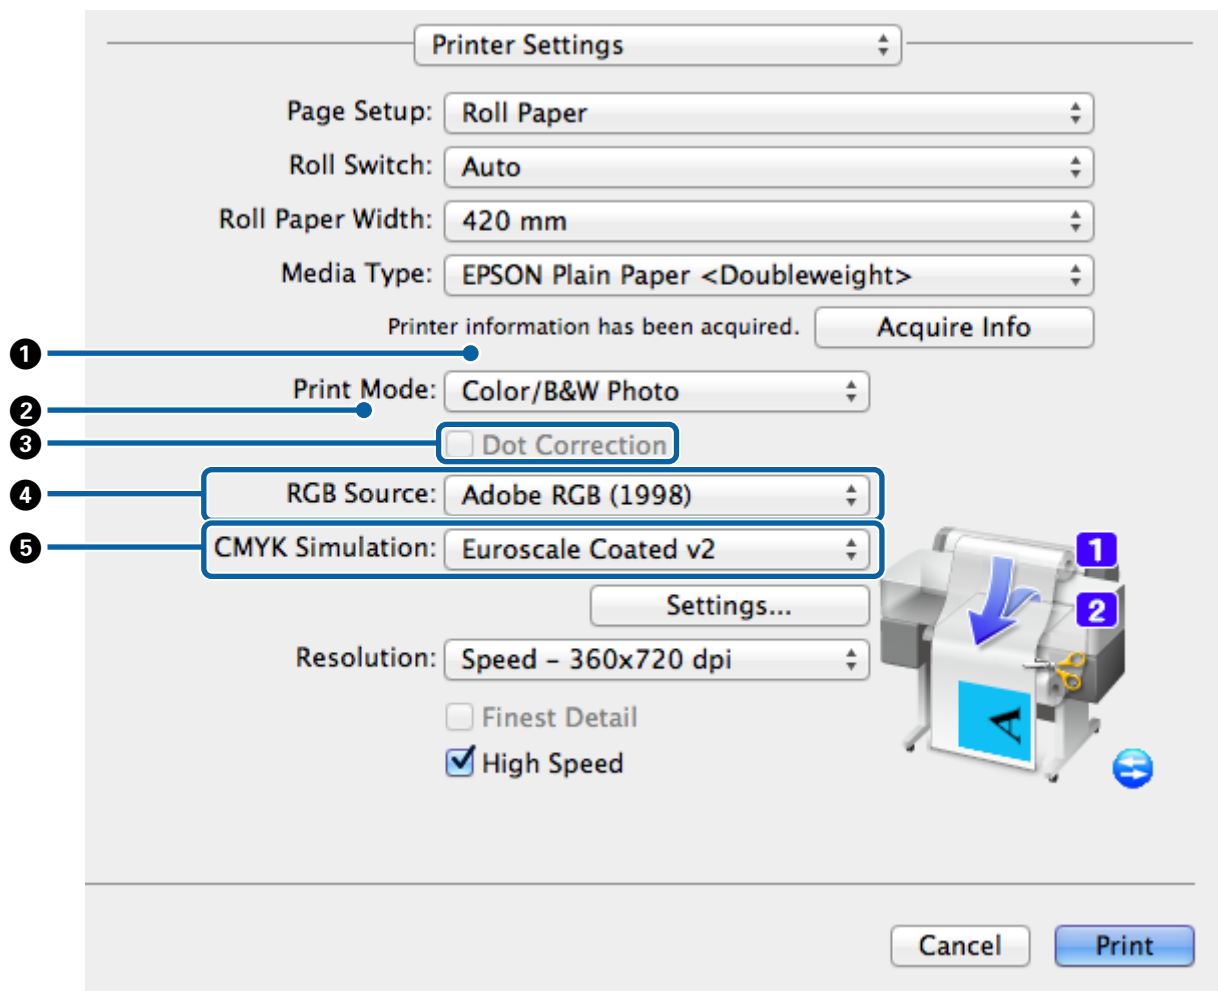 Printer Settings
Page Setup: Roll Paper
Roll Switch: Auto
Roll Paper Width: 420 mm
Media Type: EPSON Plain Paper <Doubleweight>
Printer information has been acquired. Acquire Info
1
Print Mode: Color/B&W Photo
2
3 Dot Correction
4 RGB Source: Adobe RGB (1998)
5 CMYK Simulation: Euroscale Coated v2
1
Settings...
2
Resolution: Speed – 360x720 dpi
A
Finest Detail
High Speed
Cancel Print